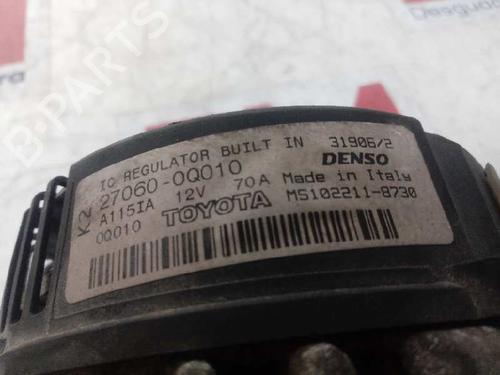 IC REGULATOR BUILT IN 31906/2
K2 27060-0Q010 DENSO
A115IA 12V 70A Made in Italy
0Q010 TOYOTA MS102211-8730
B-PARTS